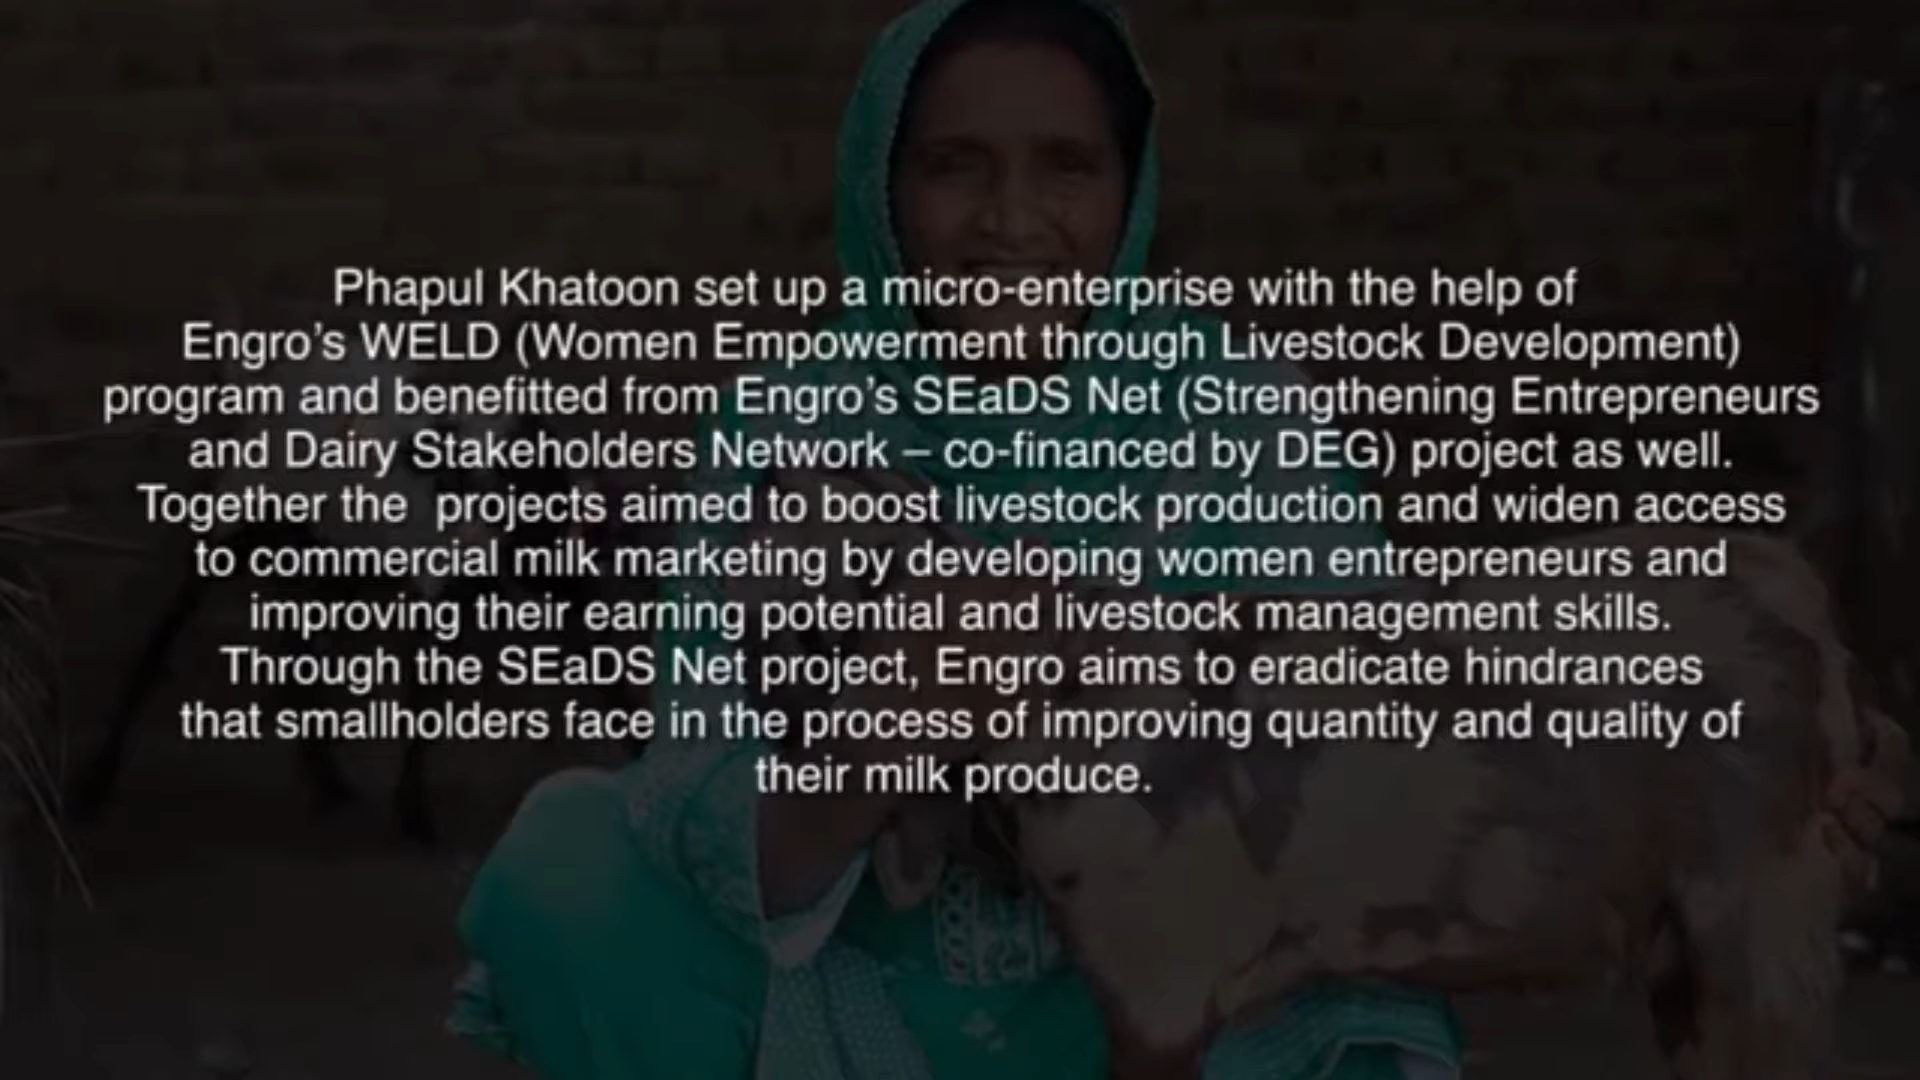 Phapul Khatoon set up a micro-enterprise with the help of
Engro’s WELD (Women Empowerment through Livestock Development)
program and benefitted from Engro’s SEaDS Net (Strengthening Entrepreneurs
and Dairy Stakeholders Network – co-financed by DEG) project as well.
Together the  projects aimed to boost livestock production and widen access
to commercial milk marketing by developing women entrepreneurs and
improving their earning potential and livestock management skills.
Through the SEaDS Net project, Engro aims to eradicate hindrances
that smallholders face in the process of improving quantity and quality of
their milk produce.